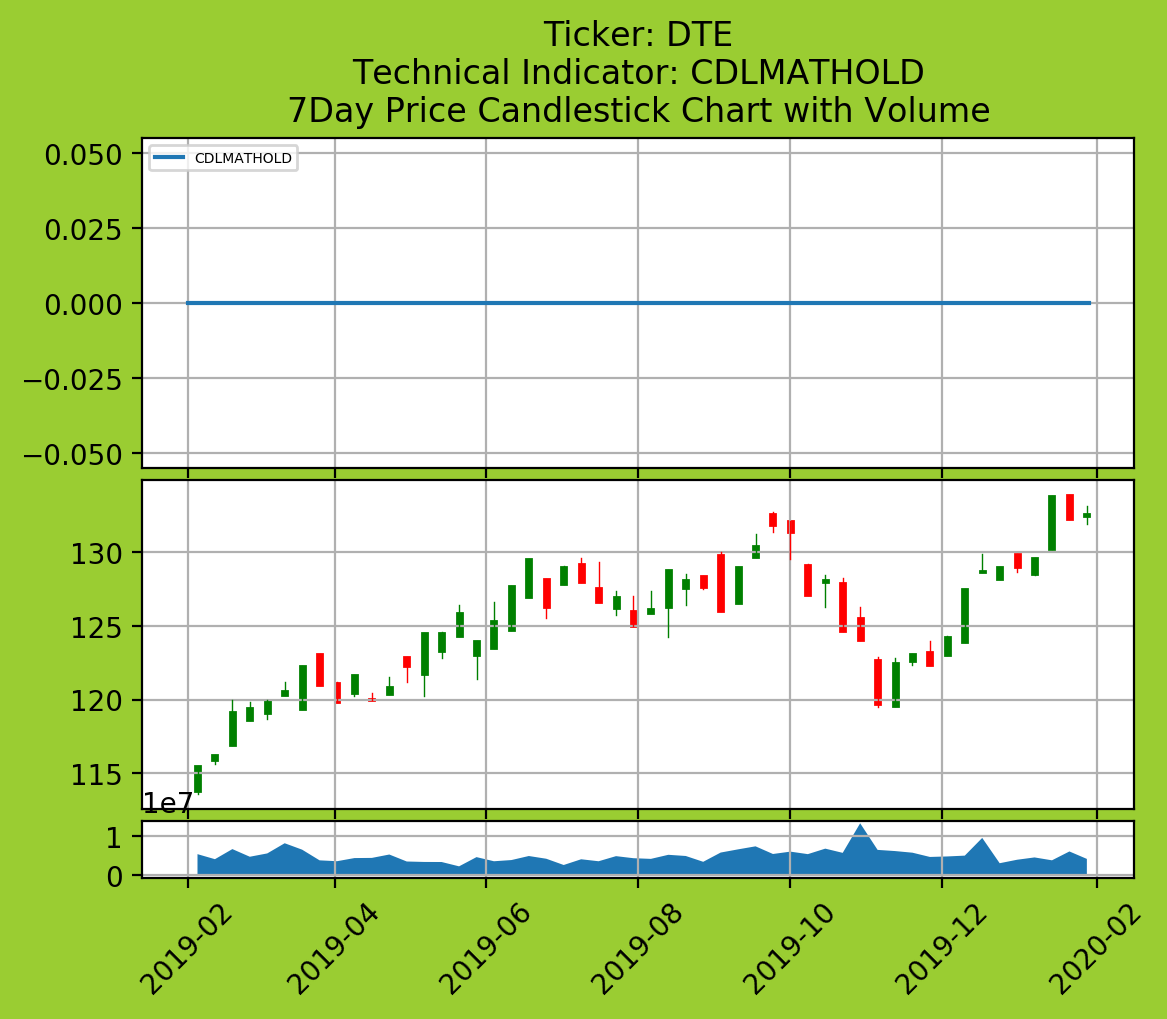 Ticker: DTE
Technical Indicator: CDLMATHOLD
7Day Price Candlestick Chart with Volume
0.050
CDLMATHOLD
0.025
0.000
−0.025
−0.050
130
125
120
115
1e7
1
0
2019-02 2019-04 2019-06 2019-08 2019-10 2019-12 2020-02